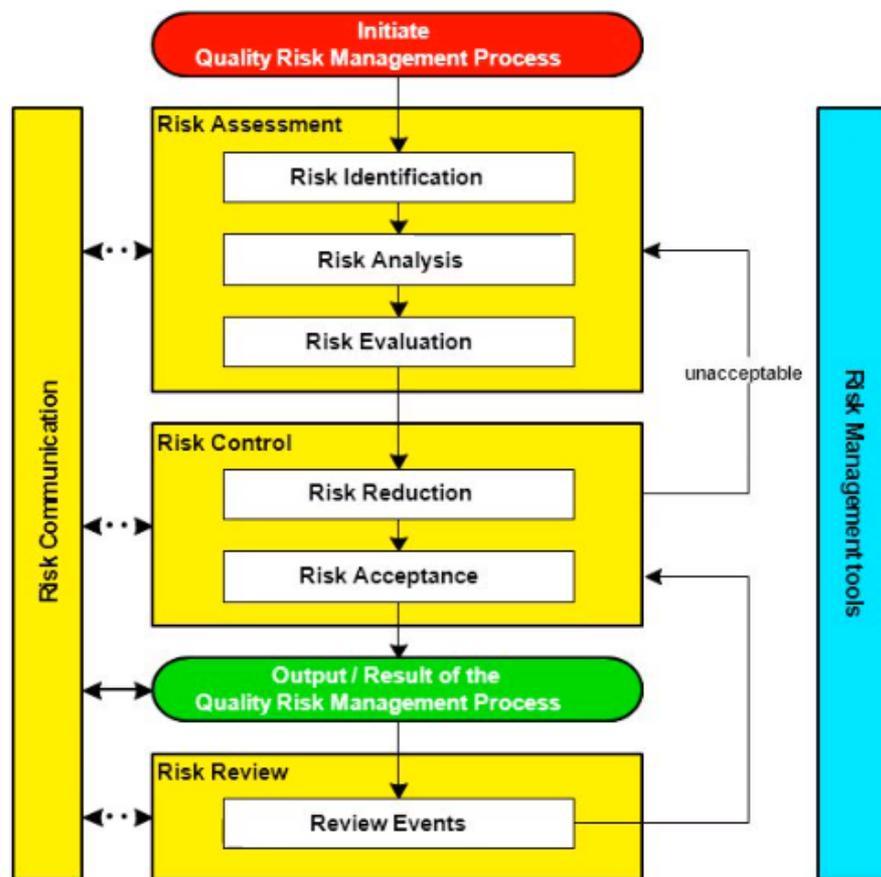 Initiate
Quality Risk Management Process
Risk Assessment
Risk Identification
Risk Analysis
Risk Evaluation
unacceptable
Risk Control
Risk Reduction
Risk Acceptance
Output / Result of the
Quality Risk Management Process
Risk Review
Review Events
Risk Communication
Risk Management tools